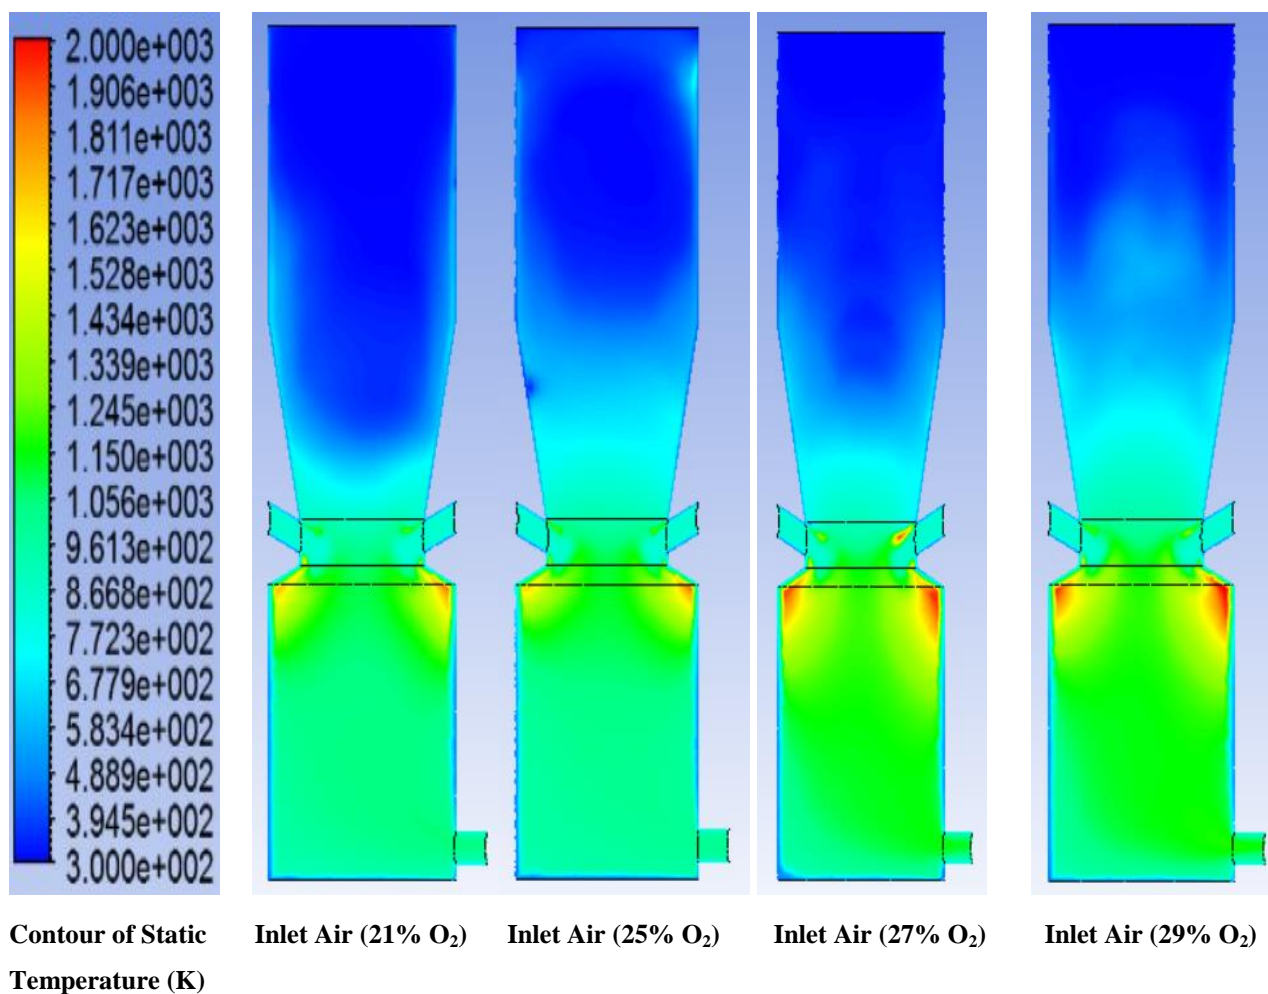 2.000e+003
1.906e+003
1.811e+003
1.717e+003
1.623e+003
1.528e+003
1.434e+003
1.339e+003
1.245e+003
1.150e+003
1.056e+003
9.613e+002
8.668e+002
7.723e+002
6.779e+002
5.834e+002
4.889e+002
3.945e+002
3.000e+002
Contour of Static
Temperature (K)
Inlet Air (21% O₂)
Inlet Air (25% O₂)
Inlet Air (27% O₂)
Inlet Air (29% O₂)